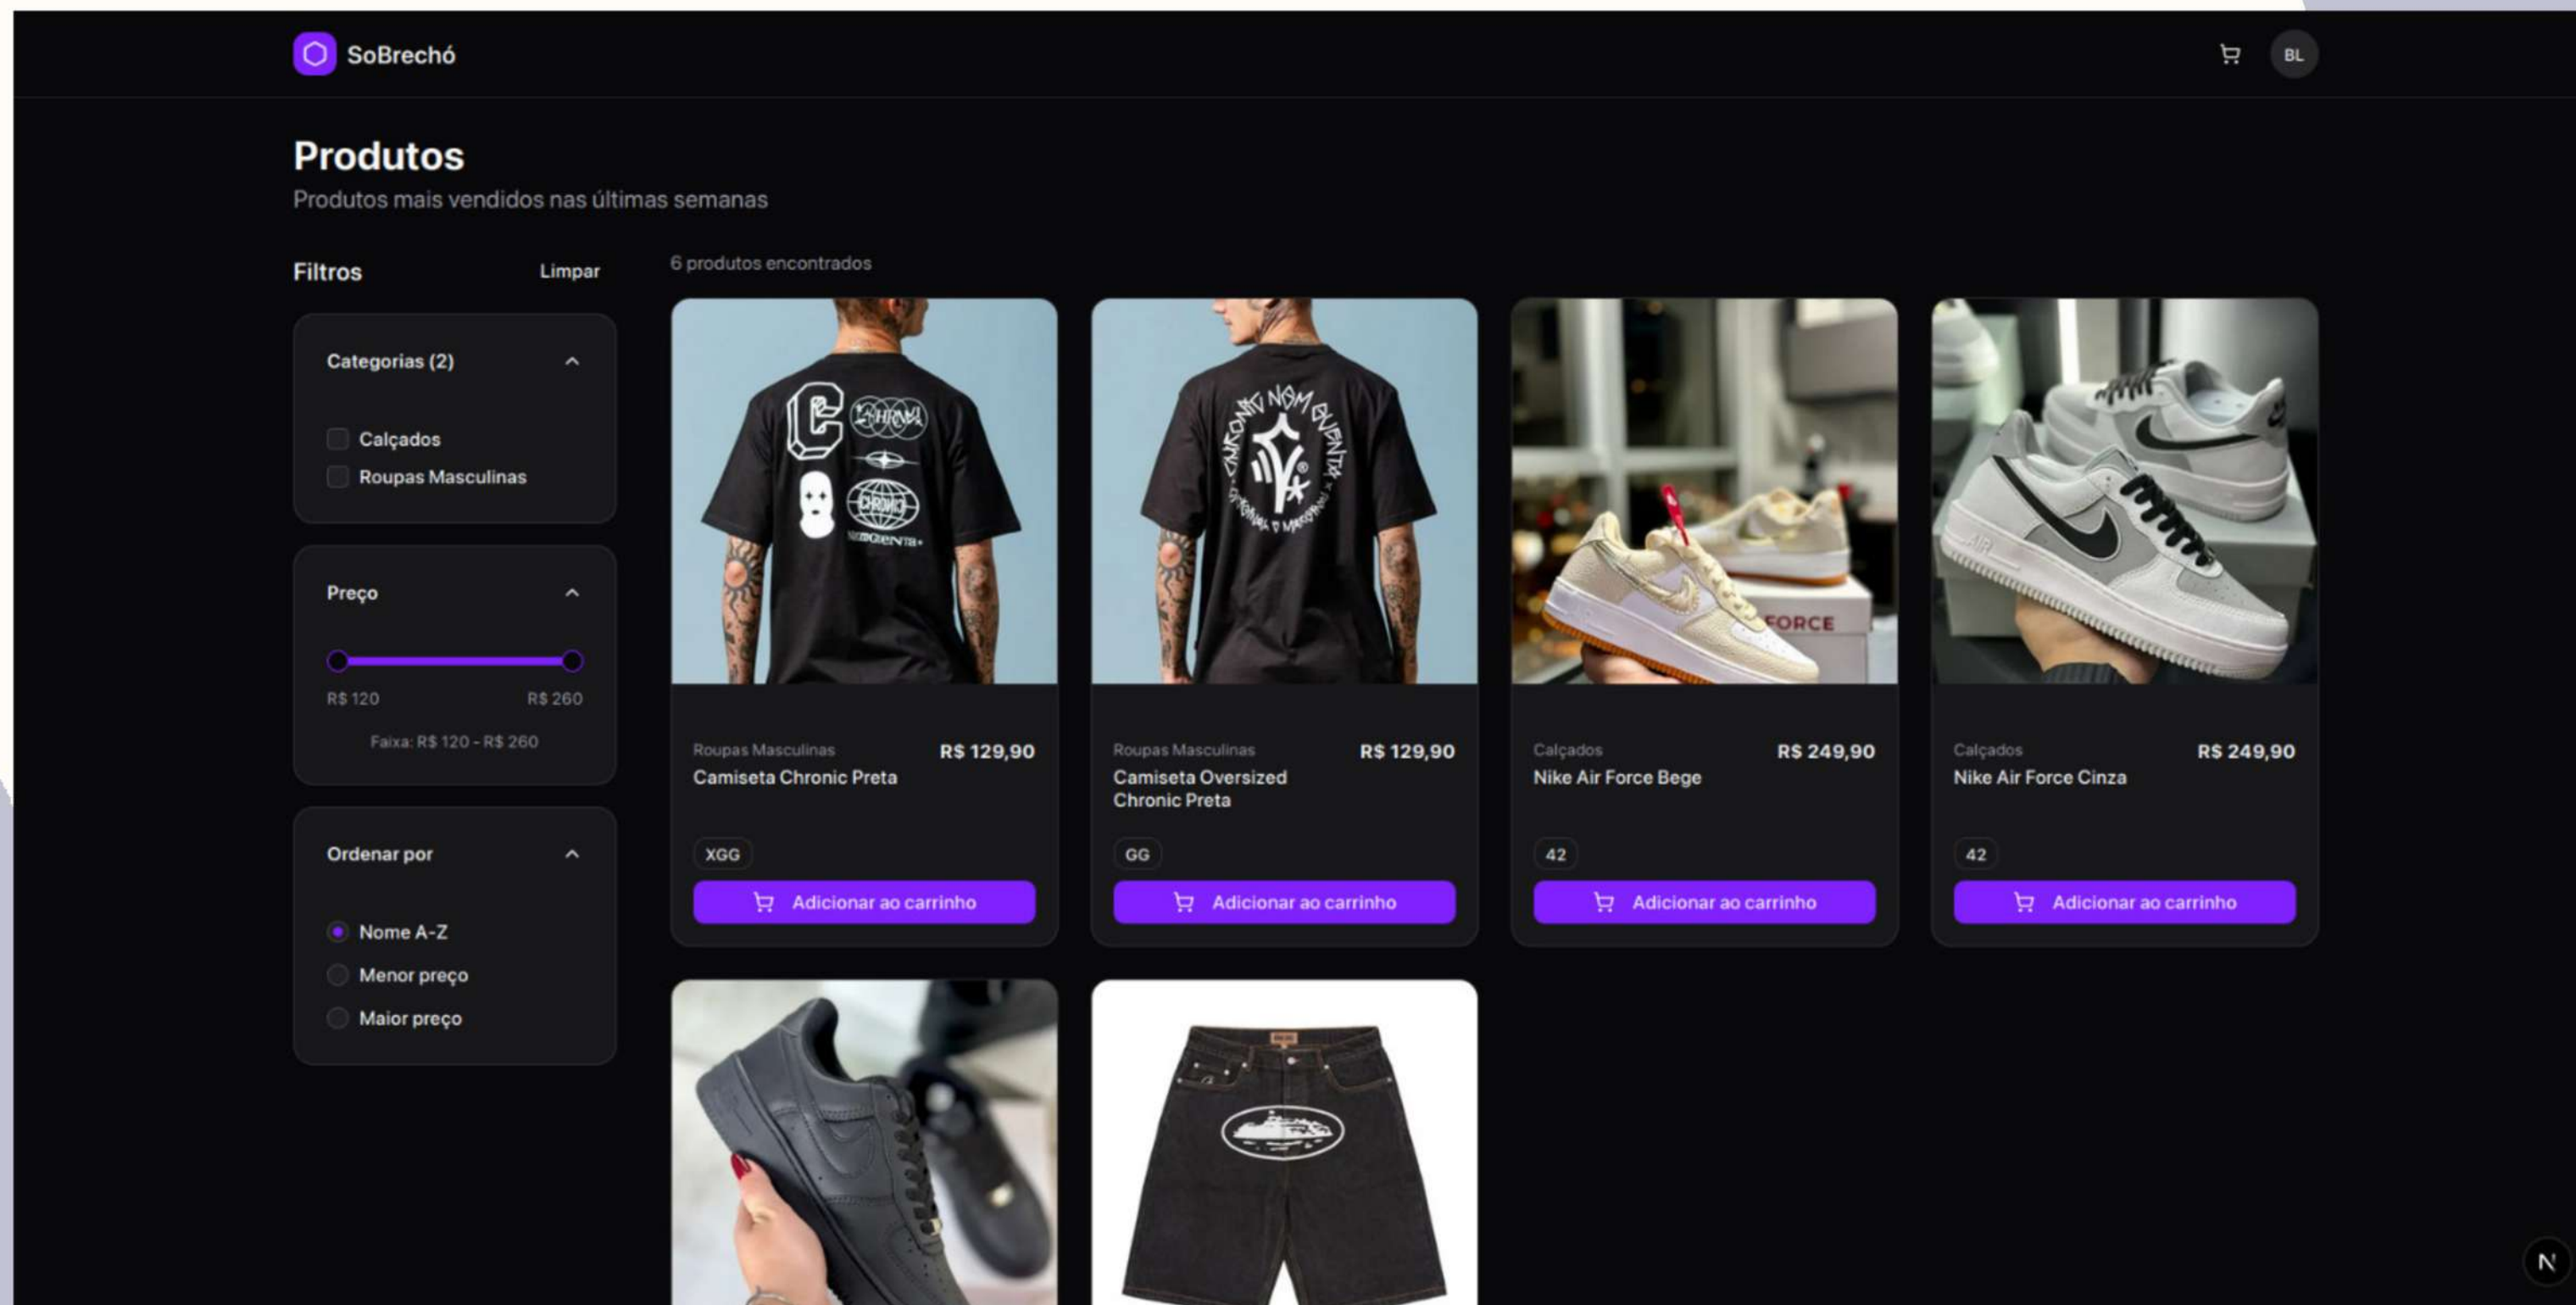 SoBrechó
BL
Produtos
Produtos mais vendidos nas últimas semanas
Filtros
Limpar
6 produtos encontrados
Categorias (2)
Calçados
Roupas Masculinas
Preço
R$ 120
R$ 260
Faixa: R$ 120 - R$ 260
Ordenar por
Nome A-Z
Menor preço
Maior preço
C
CHRONIC
AIR
FORCE
Roupas Masculinas
R$ 129,90
Camiseta Chronic Preta
XGG
Adicionar ao carrinho
Roupas Masculinas
R$ 129,90
Camiseta Oversized
Chronic Preta
GG
Adicionar ao carrinho
Calçados
R$ 249,90
Nike Air Force Bege
42
Adicionar ao carrinho
Calçados
R$ 249,90
Nike Air Force Cinza
42
Adicionar ao carrinho
N